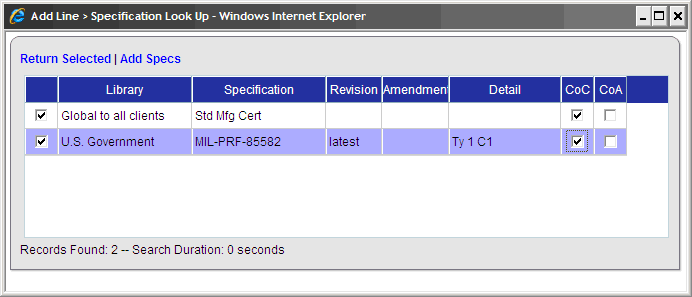 Add Line > Specification Look Up - Windows Internet Explorer
Return Selected | Add Specs
Library Specification Revision Amendment Detail CoC CoA
Global to all clients Std Mfg Cert
U.S. Government MIL-PRF-85582 latest Ty 1 C1
Records Found: 2 -- Search Duration: 0 seconds